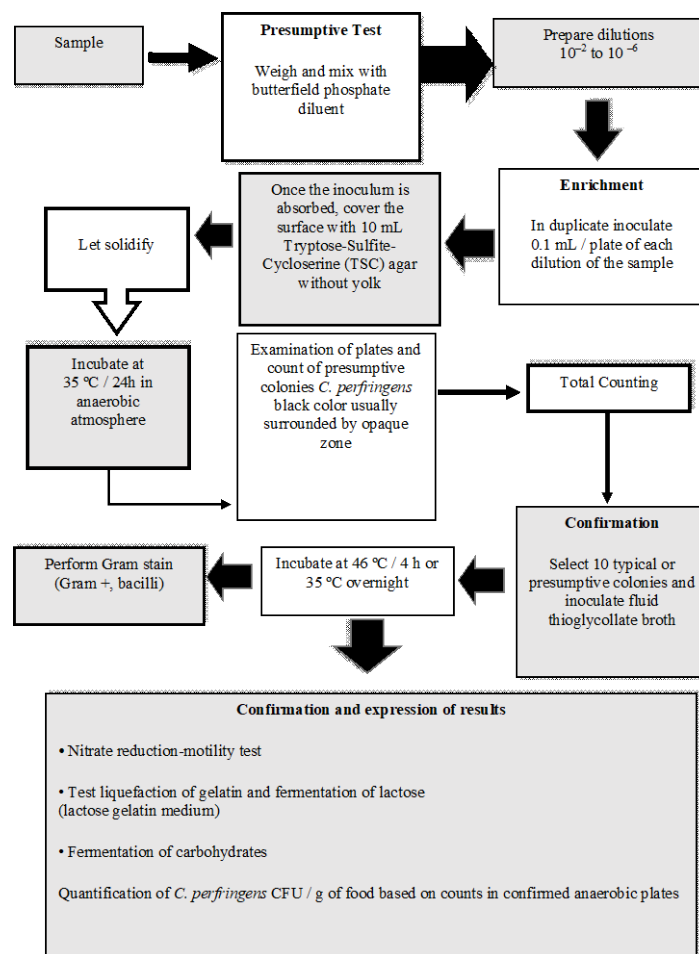 Sample
Presumptive Test
Weigh and mix with
butterfield phosphate
diluent
Prepare dilutions
10⁻² to 10 ⁻⁶
Enrichment
In duplicate inoculate
0.1 mL / plate of each
dilution of the sample
Once the inoculum is
absorbed, cover the
surface with 10 mL
Tryptose-Sulfite-
Cycloserine (TSC) agar
without yolk
Let solidify
Incubate at
35 ºC / 24h in
anaerobic
atmosphere
Examination of plates and
count of presumptive
colonies C. perfringens
black color usually
surrounded by opaque
zone
Total Counting
Confirmation
Select 10 typical or
presumptive colonies and
inoculate fluid
thioglycollate broth
Incubate at 46 ºC / 4 h or
35 ºC overnight
Perform Gram stain
(Gram +, bacilli)
Confirmation and expression of results
• Nitrate reduction-motility test
• Test liquefaction of gelatin and fermentation of lactose
(lactose gelatin medium)
• Fermentation of carbohydrates
Quantification of C. perfringens CFU / g of food based on counts in confirmed anaerobic plates